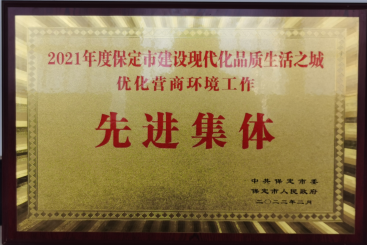 2021年度保定市建设现代化品质生活之城
优化营商环境工作
先进集体
中共保定市委
保定市人民政府
二〇二二年二月